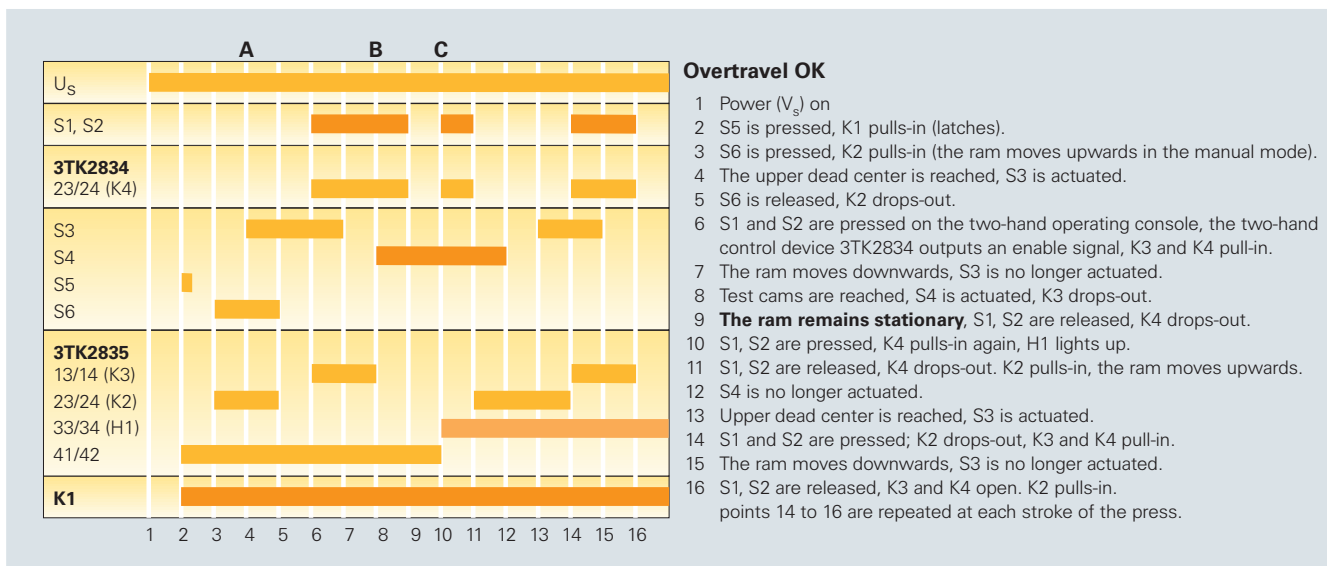 A B C
U_s
S1, S2
3TK2834
23/24 (K4)
S3
S4
S5
S6
3TK2835
13/14 (K3)
23/24 (K2)
33/34 (H1)
41/42
K1
1 2 3 4 5 6 7 8 9 10 11 12 13 14 15 16
Overtravel OK
1 Power (V_s) on
2 S5 is pressed, K1 pulls-in (latches).
3 S6 is pressed, K2 pulls-in (the ram moves upwards in the manual mode).
4 The upper dead center is reached, S3 is actuated.
5 S6 is released, K2 drops-out.
6 S1 and S2 are pressed on the two-hand operating console, the two-hand
control device 3TK2834 outputs an enable signal, K3 and K4 pull-in.
7 The ram moves downwards, S3 is no longer actuated.
8 Test cams are reached, S4 is actuated, K3 drops-out.
9 The ram remains stationary, S1, S2 are released, K4 drops-out.
10 S1, S2 are pressed, K4 pulls-in again, H1 lights up.
11 S1, S2 are released, K4 drops-out. K2 pulls-in, the ram moves upwards.
12 S4 is no longer actuated.
13 Upper dead center is reached, S3 is actuated.
14 S1 and S2 are pressed; K2 drops-out, K3 and K4 pull-in.
15 The ram moves downwards, S3 is no longer actuated.
16 S1, S2 are released, K3 and K4 open. K2 pulls-in.
points 14 to 16 are repeated at each stroke of the press.